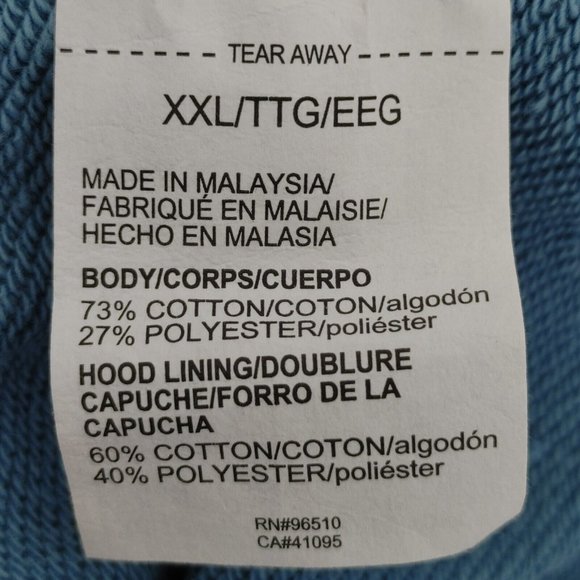 TEAR AWAY
XXL/TTG/EEG
MADE IN MALAYSIA/
FABRIQUÉ EN MALAISIE/
HECHO EN MALASIA
BODY/CORPS/CUERPO
73% COTTON/COTON/algodón
27% POLYESTER/poliéster
HOOD LINING/DOUBLURE
CAPUCHE/FORRO DE LA
CAPUCHA
60% COTTON/COTON/algodón
40% POLYESTER/poliéster
RN#96510
CA#41095